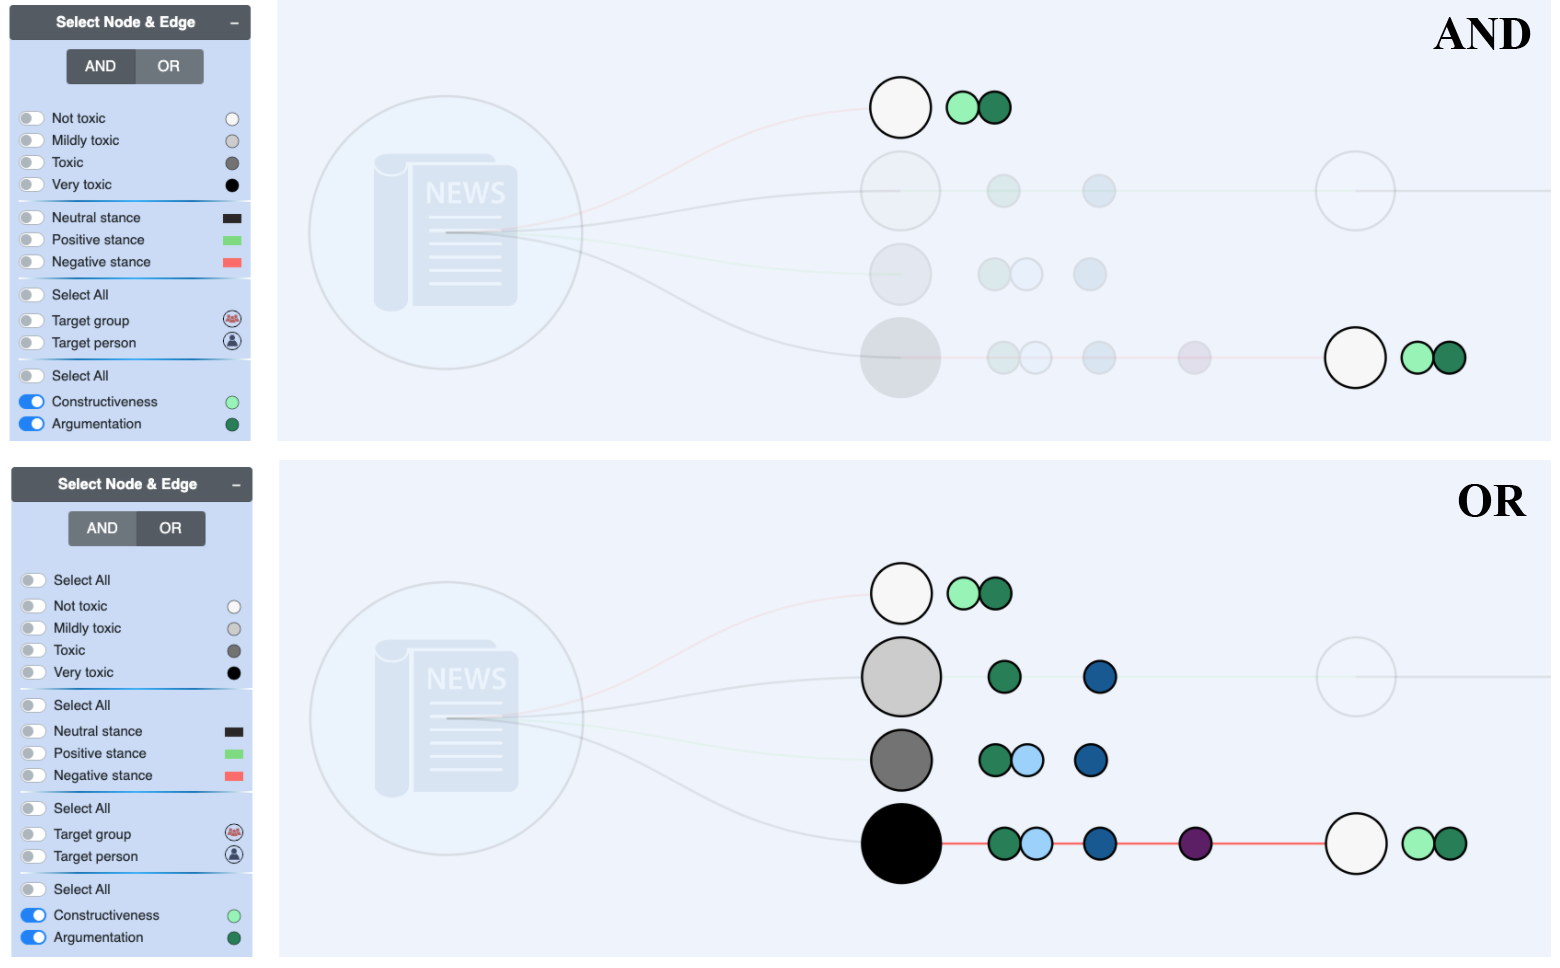 Select Node & Edge –
AND OR
Not toxic
Mildly toxic
Toxic
Very toxic
Neutral stance
Positive stance
Negative stance
Select All
Target group
Target person
Select All
Constructiveness
Argumentation
NEWS
AND
Select Node & Edge –
AND OR
Select All
Not toxic
Mildly toxic
Toxic
Very toxic
Select All
Neutral stance
Positive stance
Negative stance
Select All
Target group
Target person
Select All
Constructiveness
Argumentation
NEWS
OR